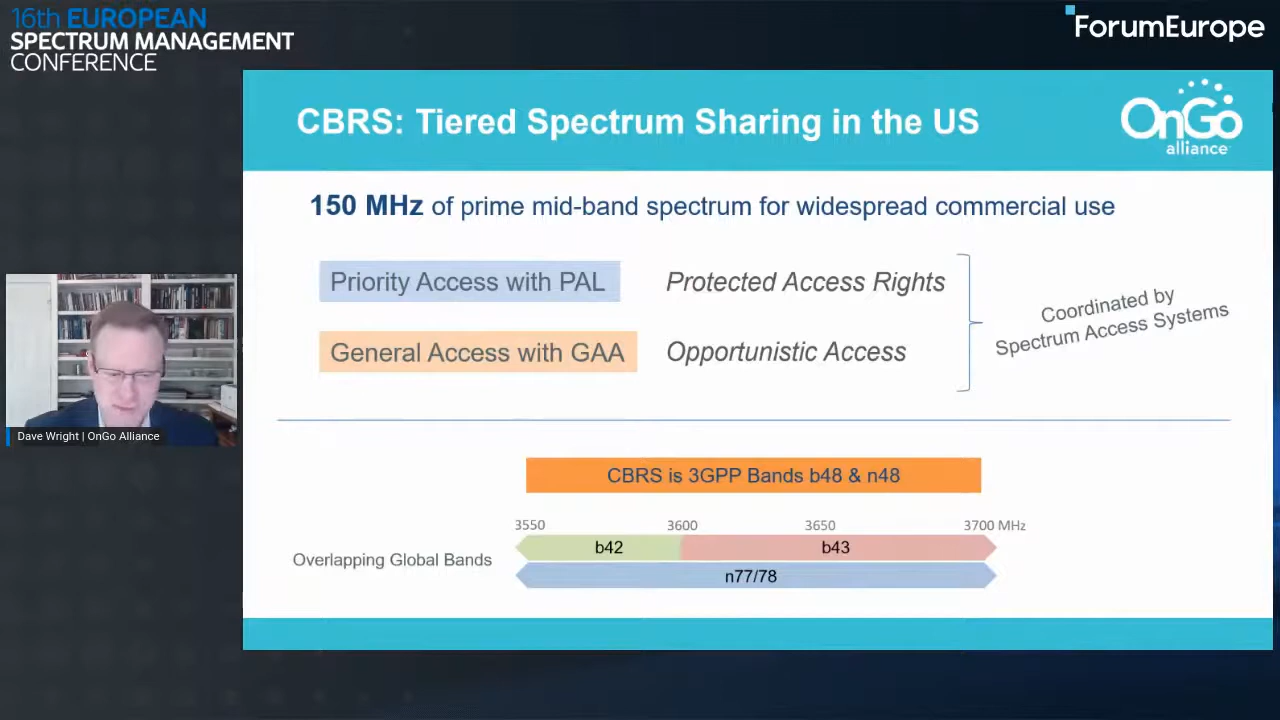 16th EUROPEAN
SPECTRUM MANAGEMENT
CONFERENCE
ForumEurope
CBRS: Tiered Spectrum Sharing in the US
OnGo
alliance
150 MHz of prime mid-band spectrum for widespread commercial use
Priority Access with PAL
Protected Access Rights
General Access with GAA
Opportunistic Access
Coordinated by
Spectrum Access Systems
Dave Wright | OnGo Alliance
CBRS is 3GPP Bands b48 & n48
3550 3600 3650 3700 MHz
Overlapping Global Bands
b42 b43
n77/78